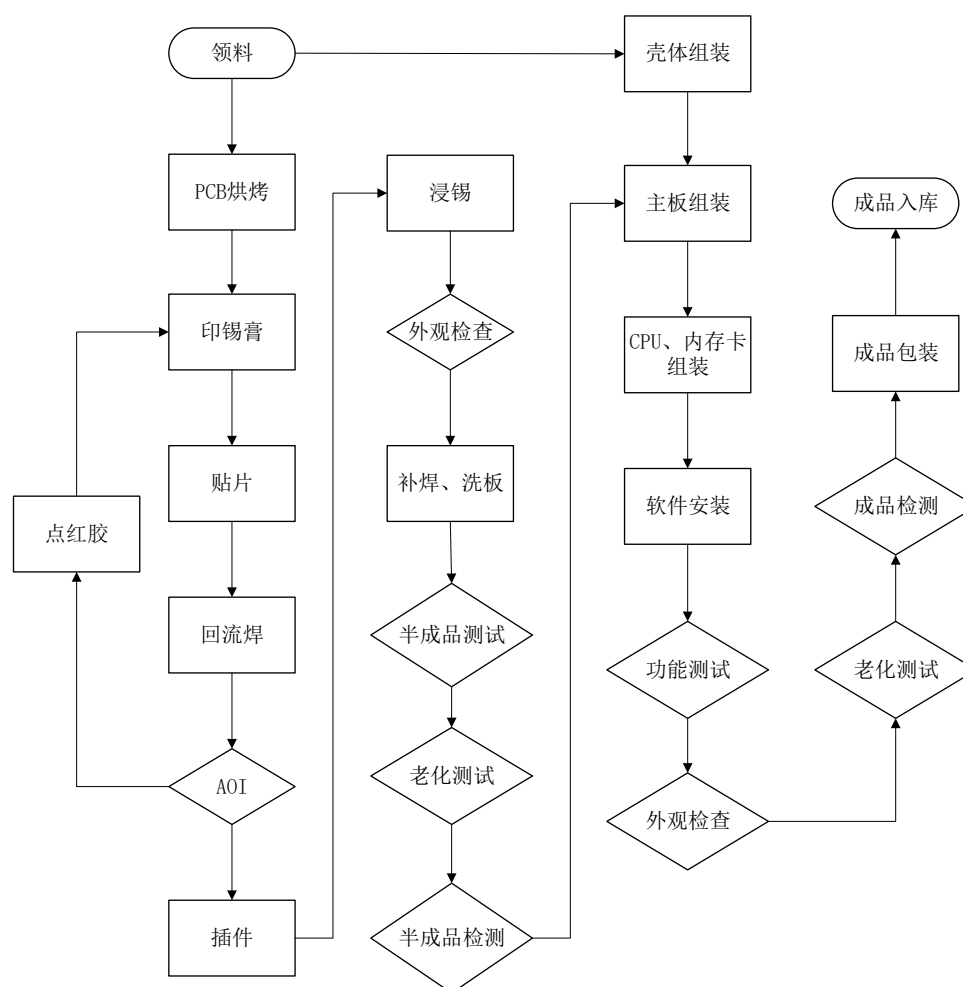 领料
壳体组装
PCB烘烤
浸锡
主板组装
成品入库
印锡膏
外观检查
CPU、内存卡
组装
成品包装
贴片
补焊、洗板
软件安装
成品检测
点红胶
回流焊
半成品测试
功能测试
老化测试
AOI
老化测试
外观检查
插件
半成品检测